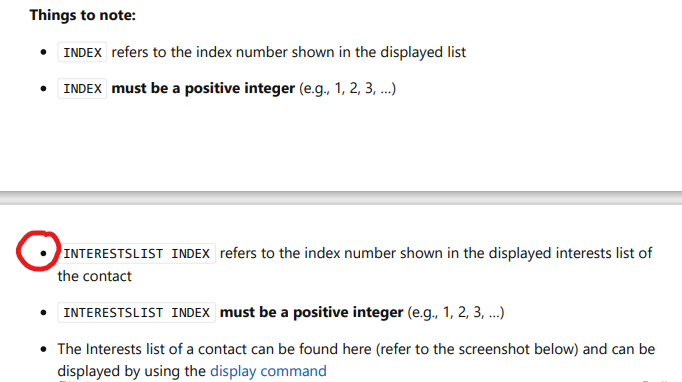 Things to note:
• INDEX refers to the index number shown in the displayed list
• INDEX must be a positive integer (e.g., 1, 2, 3, ...)
• INTERESTSLIST INDEX refers to the index number shown in the displayed interests list of
the contact
• INTERESTSLIST INDEX must be a positive integer (e.g., 1, 2, 3, ...)
• The Interests list of a contact can be found here (refer to the screenshot below) and can be
displayed by using the display command